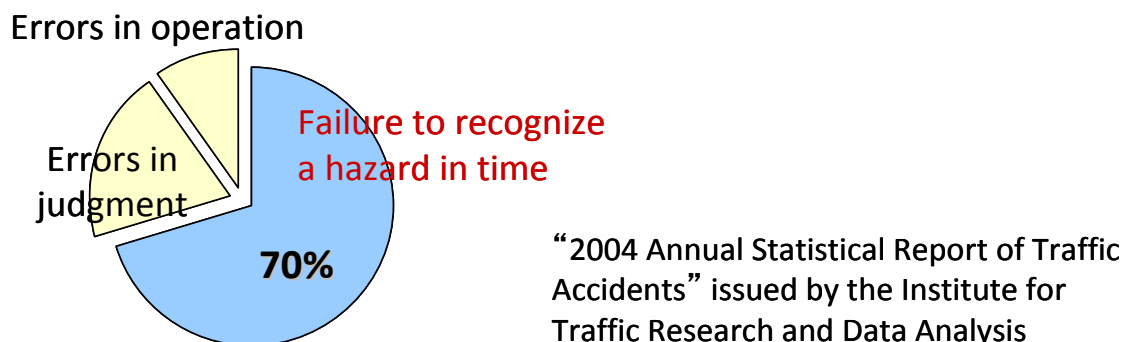 Errors in operation
Failure to recognize
a hazard in time
Errors in
judgment
70%
“2004 Annual Statistical Report of Traffic
Accidents” issued by the Institute for
Traffic Research and Data Analysis